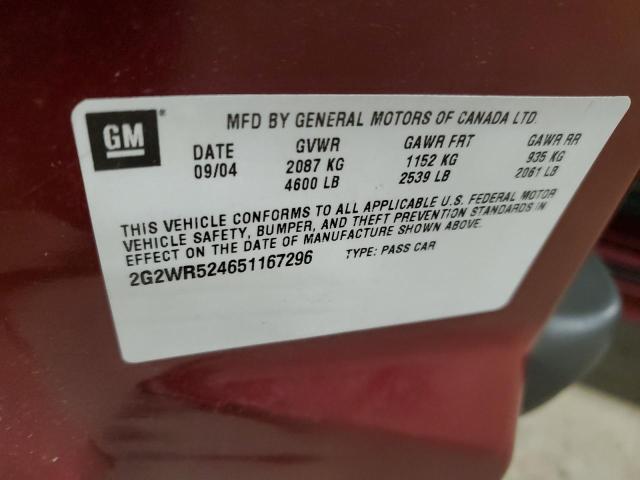 GM® MFD BY GENERAL MOTORS OF CANADA LTD.
DATE GVWR GAWR FRT GAWR RR
09/04 2087 KG 1152 KG 935 KG
4600 LB 2539 LB 2061 LB
THIS VEHICLE CONFORMS TO ALL APPLICABLE U.S. FEDERAL MOTOR
VEHICLE SAFETY, BUMPER, AND THEFT PREVENTION STANDARDS IN
EFFECT ON THE DATE OF MANUFACTURE SHOWN ABOVE.
2G2WR524651167296 TYPE: PASS CAR